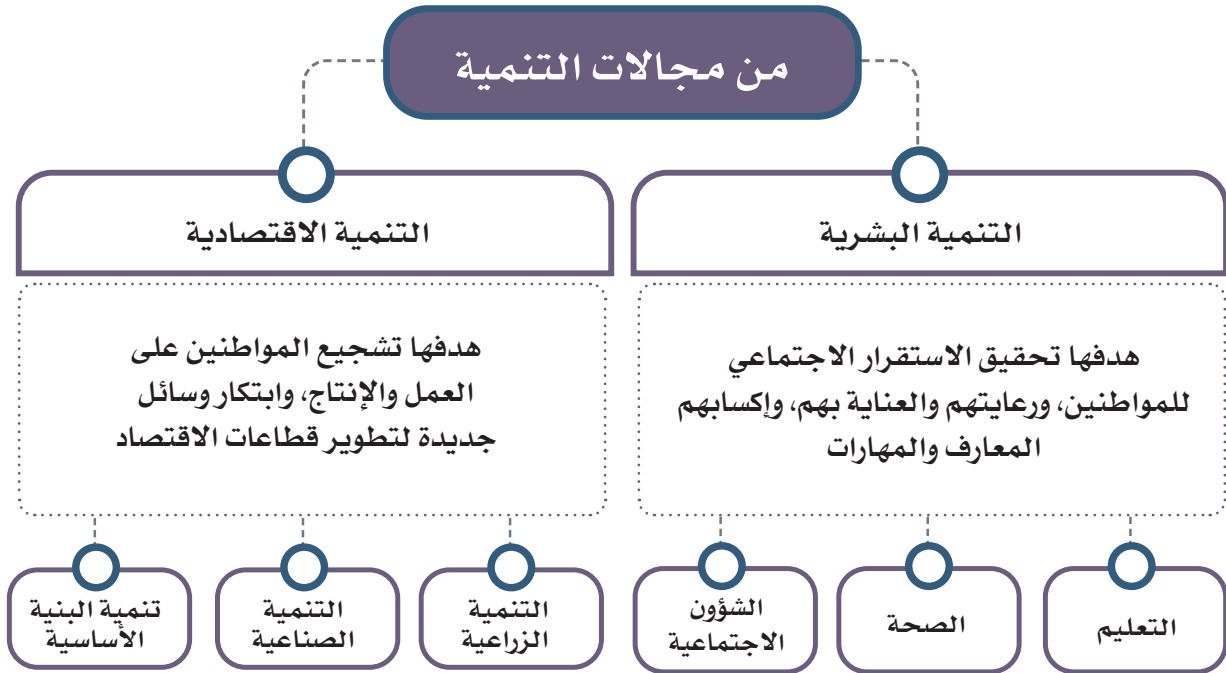 من مجالات التنمية
التنمية البشرية
هدفها تحقيق الاستقرار الاجتماعي
للمواطنين، ورعايتهم والعناية بهم، وإكسابهم
المعارف والمهارات
التعليم
الصحة
الشؤون
الاجتماعية
التنمية الاقتصادية
هدفها تشجيع المواطنين على
العمل والإنتاج، وابتكار وسائل
جديدة لتطوير قطاعات الاقتصاد
التنمية
الزراعية
التنمية
الصناعية
تنمية البنية
الأساسية